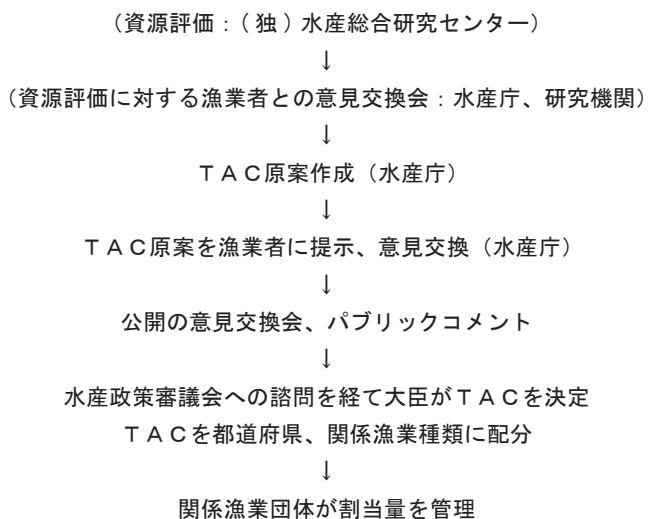 (資源評価：(独)水産総合研究センター)
↓
(資源評価に対する漁業者との意見交換会：水産庁、研究機関)
↓
ＴＡＣ原案作成（水産庁）
↓
ＴＡＣ原案を漁業者に提示、意見交換（水産庁）
↓
公開の意見交換会、パブリックコメント
↓
水産政策審議会への諮問を経て大臣がＴＡＣを決定
ＴＡＣを都道府県、関係漁業種類に配分
↓
関係漁業団体が割当量を管理